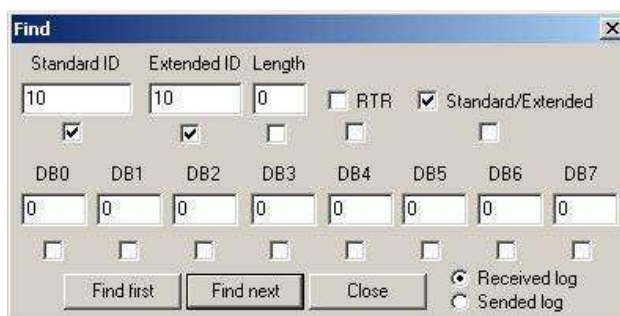 Find
Standard ID Extended ID Length
10 10 0 RTR Standard/Extended
DB0 DB1 DB2 DB3 DB4 DB5 DB6 DB7
0 0 0 0 0 0 0 0
Find first Find next Close Received log
Sended log